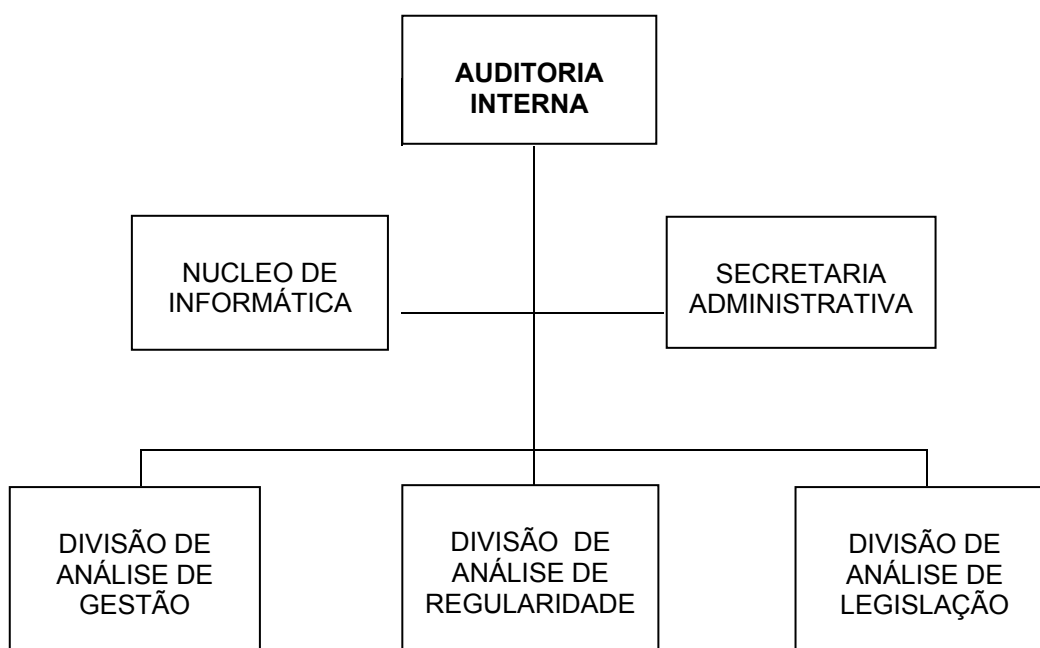 AUDITORIA
INTERNA
NUCLEO DE
INFORMÁTICA
SECRETARIA
ADMINISTRATIVA
DIVISÃO DE
ANÁLISE DE
GESTÃO
DIVISÃO DE
ANÁLISE DE
REGULARIDADE
DIVISÃO DE
ANÁLISE DE
LEGISLAÇÃO